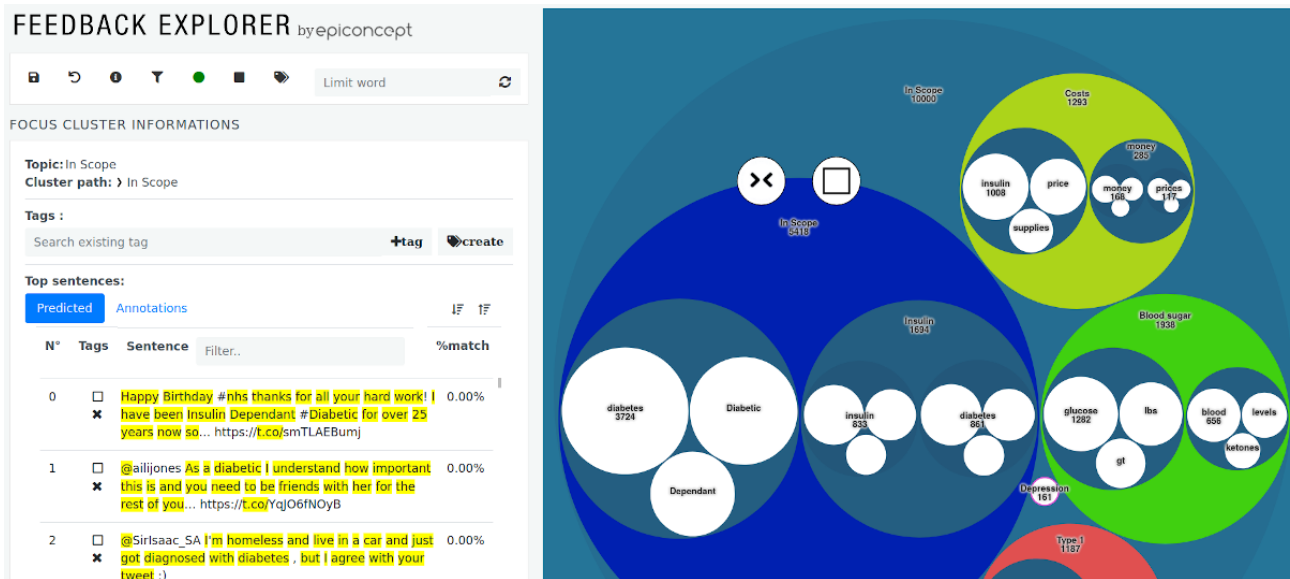 FEEDBACK EXPLORER by epiconcept
Limit word
FOCUS CLUSTER INFORMATIONS
Topic: In Scope
Cluster path: ❯ In Scope
Tags :
Search existing tag
+tag
create
Top sentences:
Predicted
Annotations
N°
Tags
Sentence
Filter..
%match
0
Happy Birthday #nhs thanks for all your hard work! I
have been Insulin Dependant #Diabetic for over 25
years now so... https://t.co/smTLAEBumj
0.00%
1
@ailijones As a diabetic I understand how important
this is and you need to be friends with her for the
rest of you... https://t.co/YqJO6fNOyB
0.00%
2
@SirIsaac_SA I'm homeless and live in a car and just
got diagnosed with diabetes , but I agree with your
tweet :)
0.00%
In Scope
10000
Costs
1293
insulin
1008
price
supplies
money
285
money
168
prices
117
In Scope
5418
diabetes
3724
Diabetic
Dependant
Insulin
1694
insulin
833
diabetes
861
Blood sugar
1938
glucose
1282
lbs
gt
blood
656
levels
ketones
Depression
161
Type 1
1187